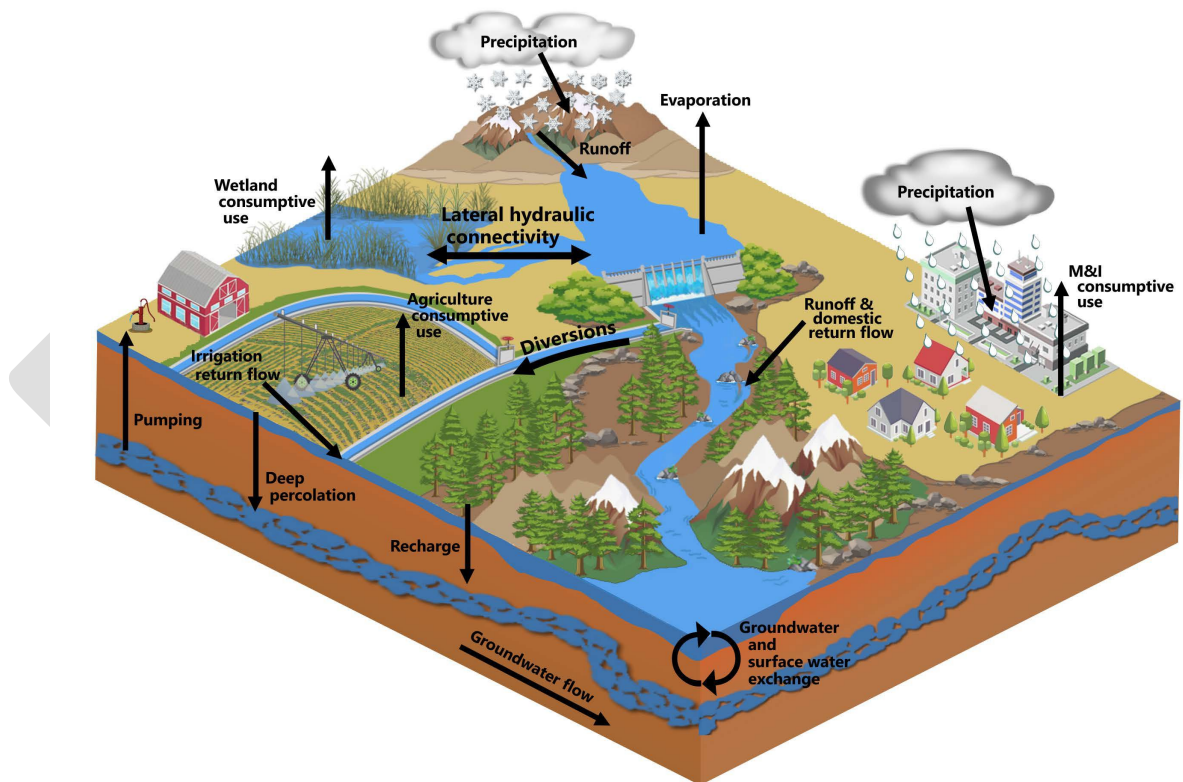 Precipitation
Evaporation
Runoff
Wetland
consumptive
use
Precipitation
Lateral hydraulic
connectivity
M&I
consumptive
use
Agriculture
consumptive
use
Runoff &
domestic
return flow
Diversions
Irrigation
return flow
Pumping
Deep
percolation
Recharge
Groundwater flow
Groundwater
and
surface water
exchange